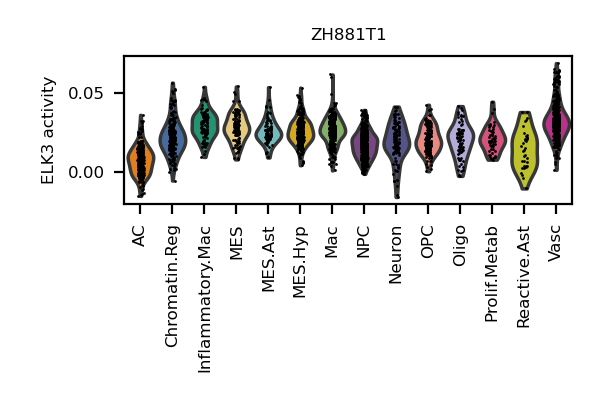 ZH881T1
ELK3 activity
0.05
0.00
AC
Chromatin.Reg
Inflammatory.Mac
MES
MES.Ast
MES.Hyp
Mac
NPC
Neuron
OPC
Oligo
Prolif.Metab
Reactive.Ast
Vasc